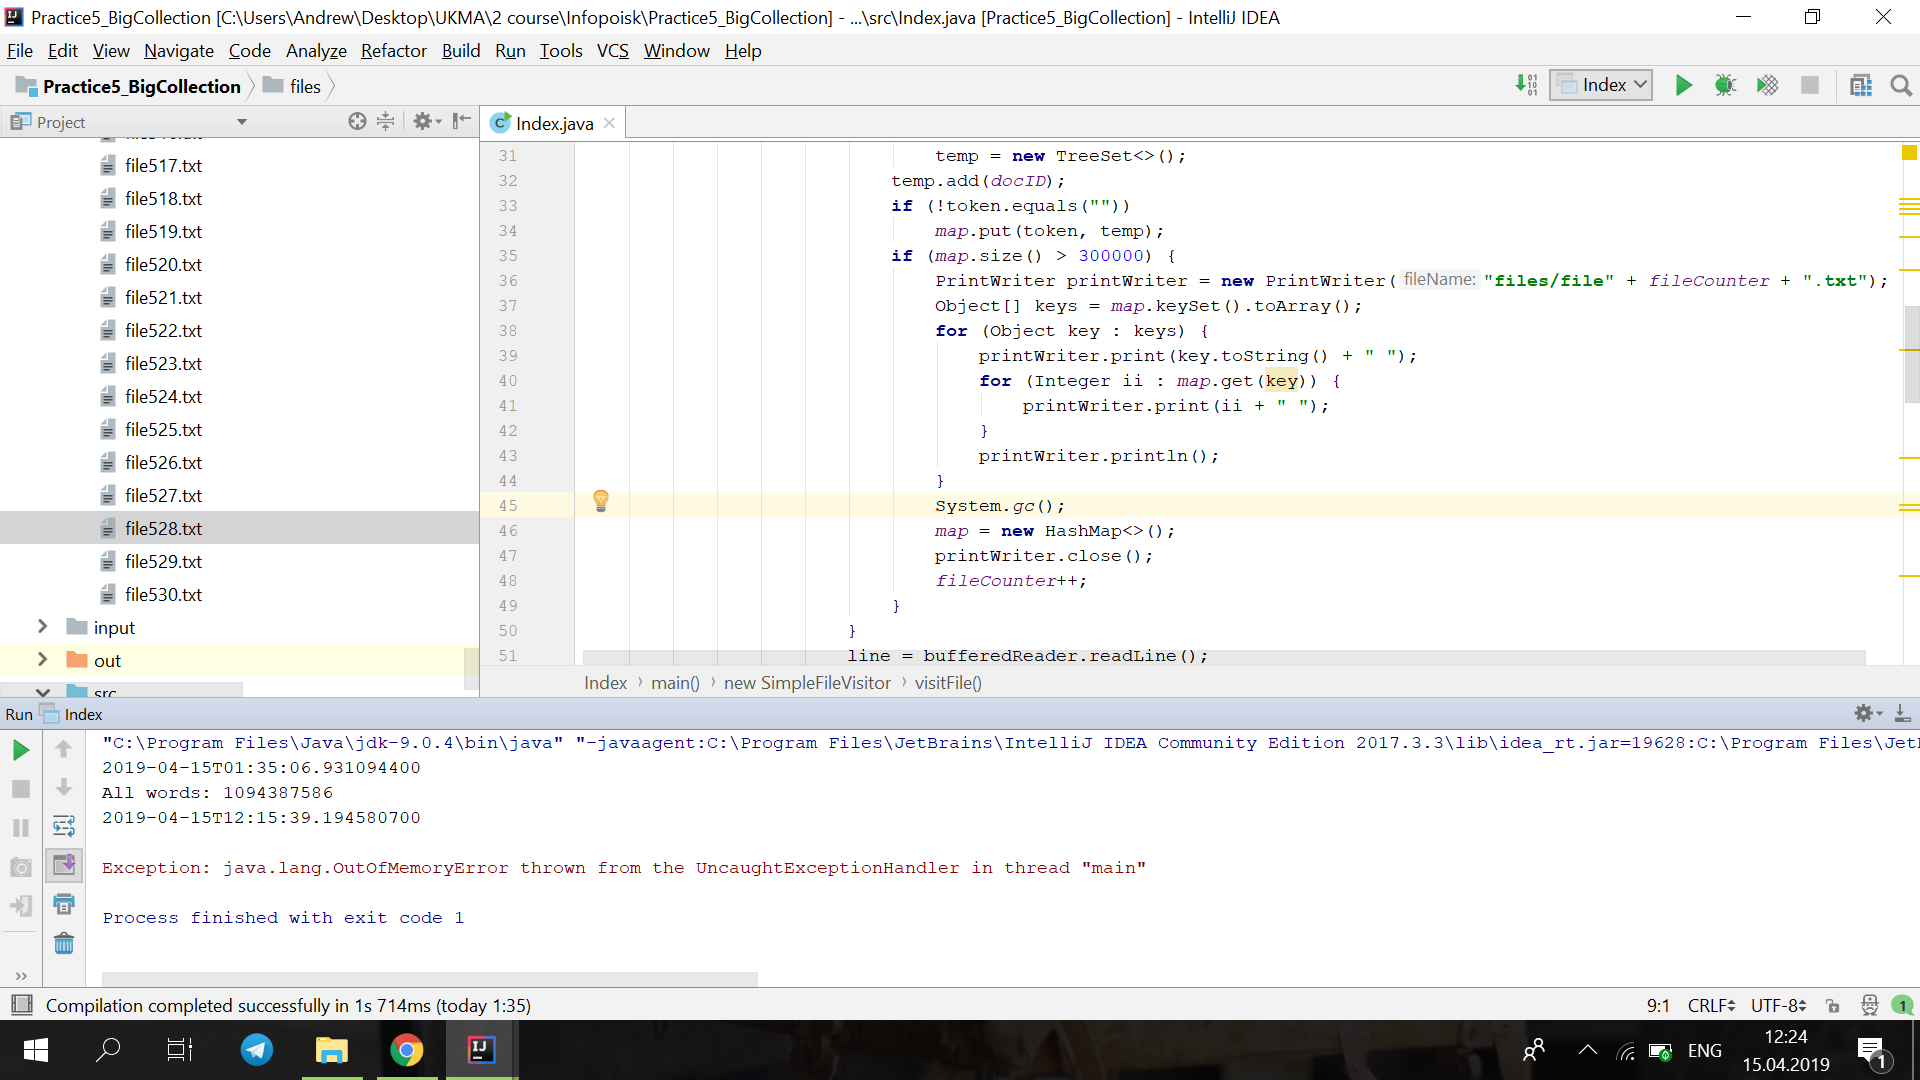 Practice5_BigCollection [C:\Users\Andrew\Desktop\UKMA\2 course\Infopoisk\Practice5_BigCollection] - ...\src\Index.java [Practice5_BigCollection] - IntelliJ IDEA
File Edit View Navigate Code Analyze Refactor Build Run Tools VCS Window Help
Practice5_BigCollection files
Index
Project
Index.java
file517.txt
file518.txt
file519.txt
file520.txt
file521.txt
file522.txt
file523.txt
file524.txt
file525.txt
file526.txt
file527.txt
file528.txt
file529.txt
file530.txt
input
out
src
31 temp = new TreeSet<>();
32 temp.add(docID);
33 if (!token.equals(""))
34 map.put(token, temp);
35 if (map.size() > 300000) {
36 PrintWriter printWriter = new PrintWriter( fileName: "files/file" + fileCounter + ".txt");
37 Object[] keys = map.keySet().toArray();
38 for (Object key : keys) {
39 printWriter.print(key.toString() + " ");
40 for (Integer ii : map.get(key)) {
41 printWriter.print(ii + " ");
42 }
43 printWriter.println();
44 }
45 System.gc();
46 map = new HashMap<>();
47 printWriter.close();
48 fileCounter++;
49 }
50 }
51 line = bufferedReader.readLine();
Index main() new SimpleFileVisitor visitFile()
Run Index
"C:\Program Files\Java\jdk-9.0.4\bin\java" "-javaagent:C:\Program Files\JetBrains\IntelliJ IDEA Community Edition 2017.3.3\lib\idea_rt.jar=19628:C:\Program Files\Jet
2019-04-15T01:35:06.931094400
All words: 1094387586
2019-04-15T12:15:39.194580700
Exception: java.lang.OutOfMemoryError thrown from the UncaughtExceptionHandler in thread "main"
Process finished with exit code 1
Compilation completed successfully in 1s 714ms (today 1:35)
9:1 CRLF UTF-8 1
ENG
12:24
15.04.2019
1